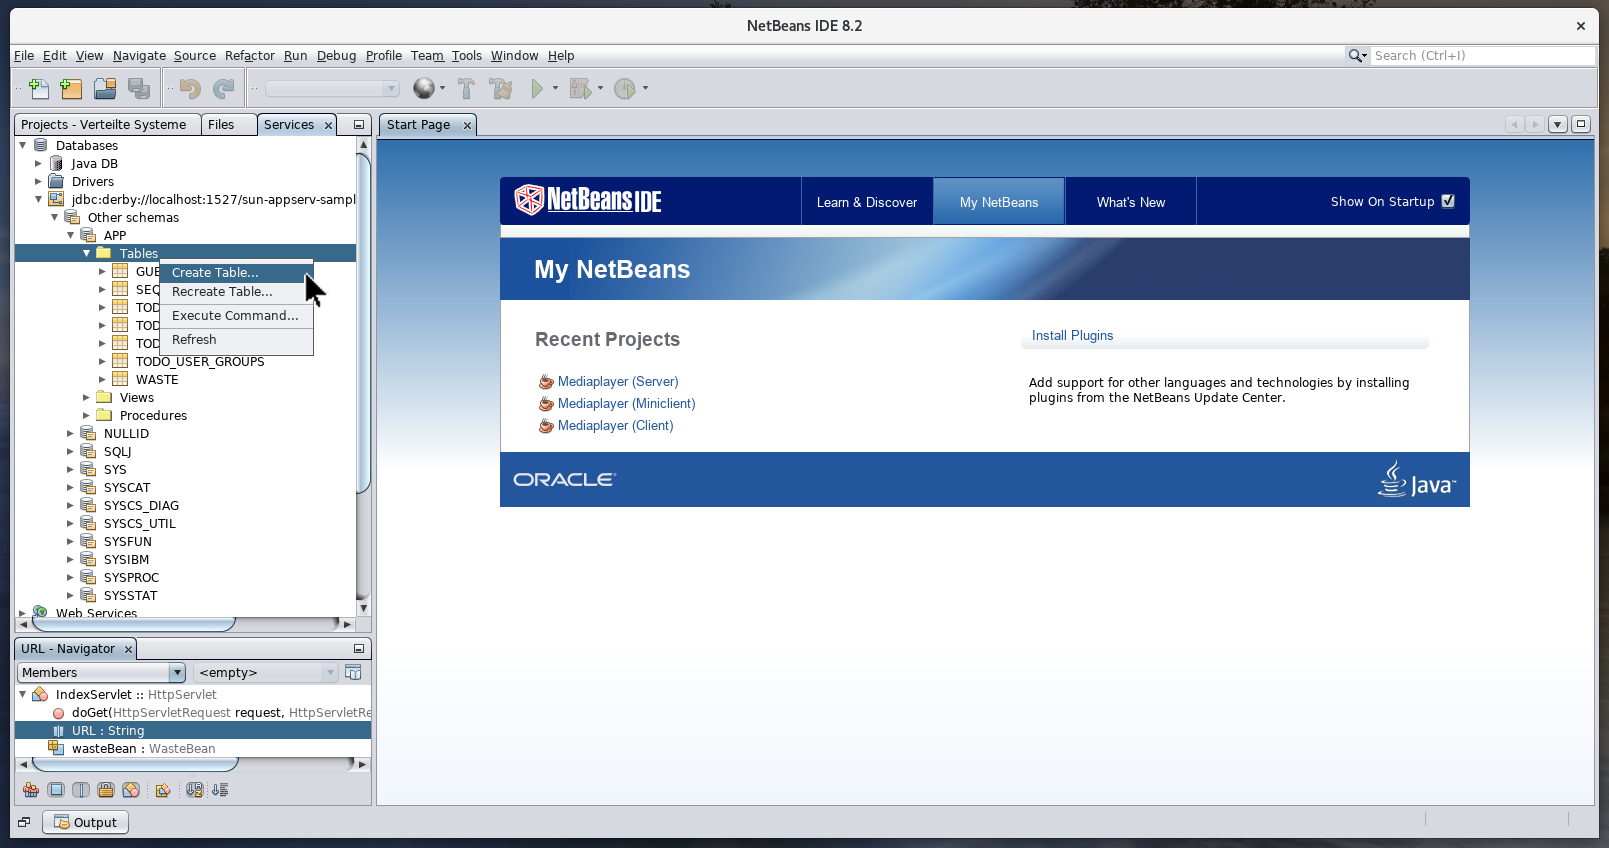 NetBeans IDE 8.2
File Edit View Navigate Source Refactor Run Debug Profile Team Tools Window Help
Search (Ctrl+I)
Projects - Verteilte Systeme Files Services
Databases
Java DB
Drivers
jdbc:derby://localhost:1527/sun-appserv-sampl
Other schemas
APP
Tables
GUE
SEQ
TOD
TOD
TOD
TODO_USER_GROUPS
WASTE
Views
Procedures
NULLID
SQLJ
SYS
SYSCAT
SYSCS_DIAG
SYSCS_UTIL
SYSFUN
SYSIBM
SYSPROC
SYSSTAT
Web Services
Create Table...
Recreate Table...
Execute Command...
Refresh
URL - Navigator
Members <empty>
IndexServlet :: HttpServlet
doGet(HttpServletRequest request, HttpServletRe
URL : String
wasteBean : WasteBean
Output
Start Page
NetBeans IDE
Learn & Discover My NetBeans What's New Show On Startup
My NetBeans
Recent Projects
Mediaplayer (Server)
Mediaplayer (Miniclient)
Mediaplayer (Client)
Install Plugins
Add support for other languages and technologies by installing
plugins from the NetBeans Update Center.
ORACLE
Java